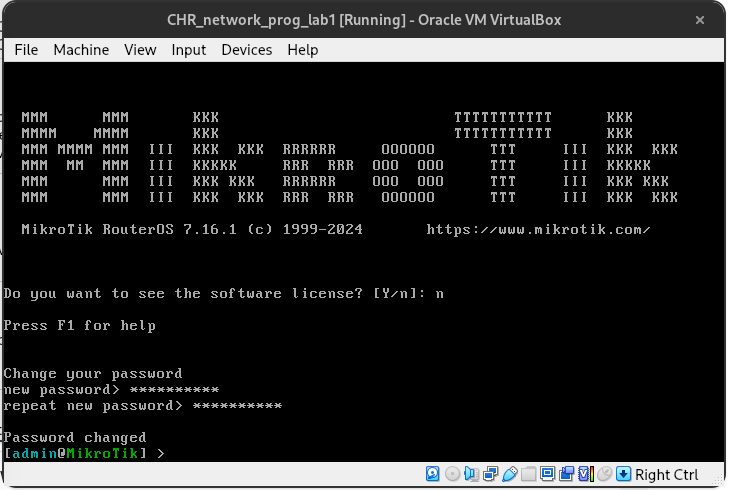 CHR_network_prog_lab1 [Running] - Oracle VM VirtualBox
File Machine View Input Devices Help
MMM      MMM       KKK                          TTTTTTTTTTT      KKK
MMMM    MMMM       KKK                          TTTTTTTTTTT      KKK
MMM MMMM MMM  III  KKK  KKK  RRRRRR     OOOOOO      TTT     III  KKK  KKK
MMM  MM  MMM  III  KKKKK     RRR  RRR  OOO  OOO     TTT     III  KKKKK
MMM      MMM  III  KKK KKK   RRRRRR    OOO  OOO     TTT     III  KKK KKK
MMM      MMM  III  KKK  KKK  RRR  RRR   OOOOOO      TTT     III  KKK  KKK
MikroTik RouterOS 7.16.1 (c) 1999-2024       https://www.mikrotik.com/
Do you want to see the software license? [Y/n]: n
Press F1 for help
Change your password
new password> **********
repeat new password> **********
Password changed
[admin@MikroTik] >
Right Ctrl